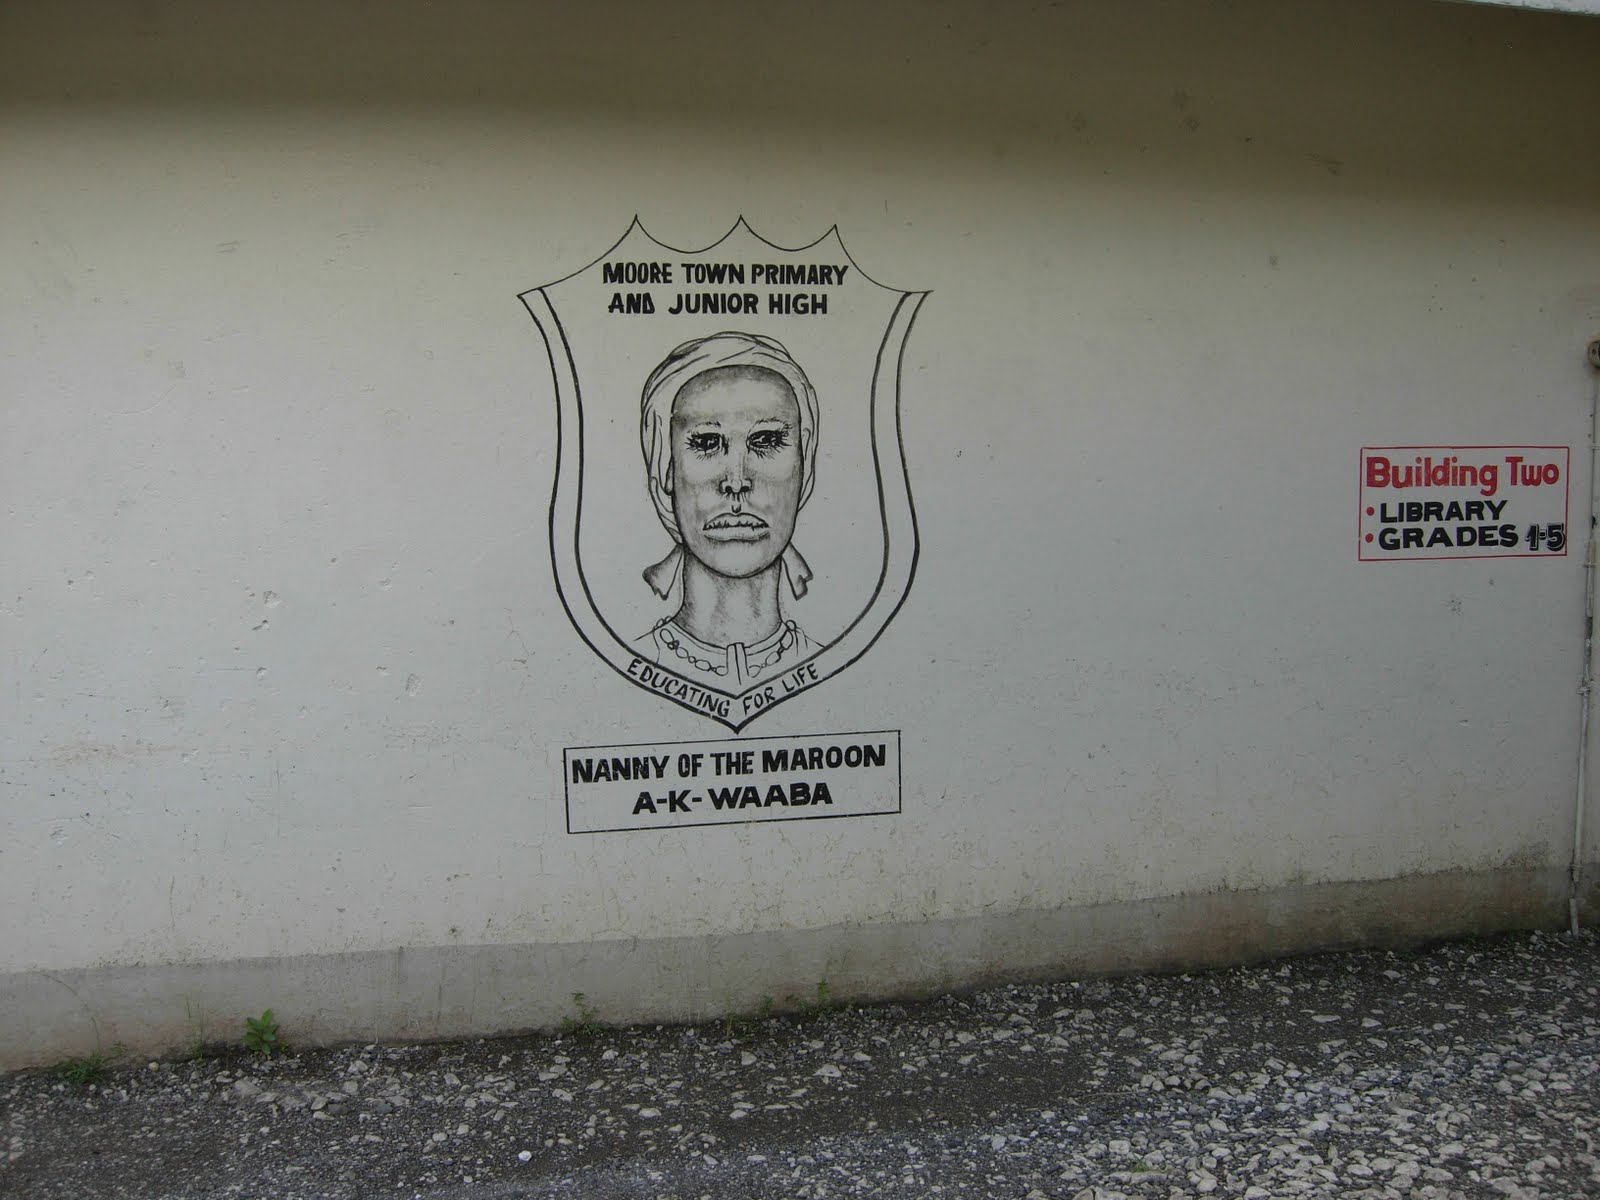 MOORE TOWN PRIMARY
AND JUNIOR HIGH
EDUCATING FOR LIFE
NANNY OF THE MAROON
A-K-WAABA
Building Two
• LIBRARY
• GRADES 1-5